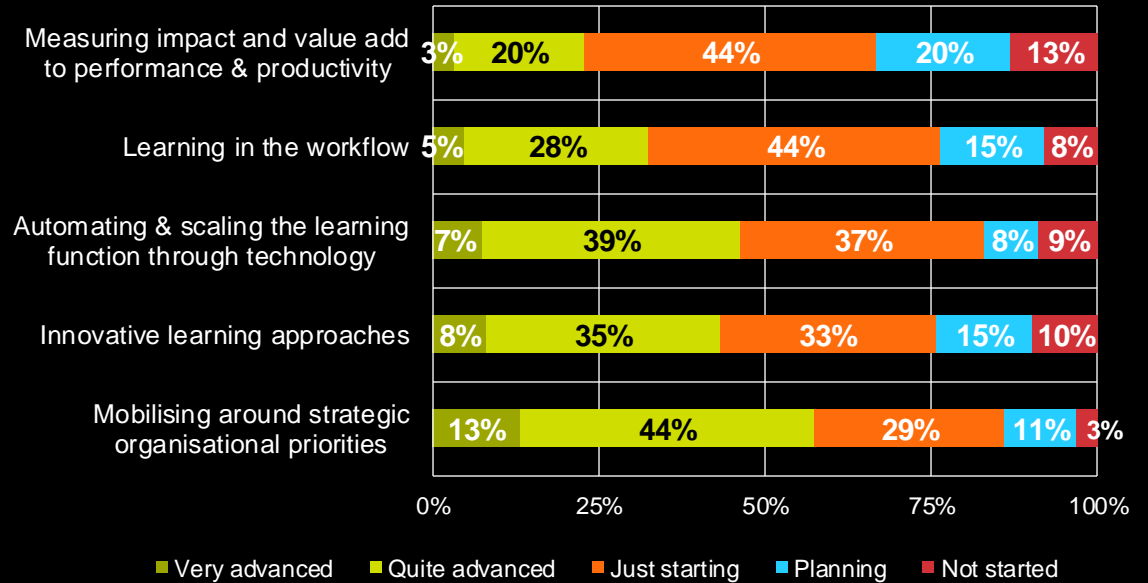 Measuring impact and value add
to performance & productivity
3% 20% 44% 20% 13%
Learning in the workflow
5% 28% 44% 15% 8%
Automating & scaling the learning
function through technology
7% 39% 37% 8% 9%
Innovative learning approaches
8% 35% 33% 15% 10%
Mobilising around strategic
organisational priorities
13% 44% 29% 11% 3%
0% 25% 50% 75% 100%
Very advanced Quite advanced Just starting Planning Not started